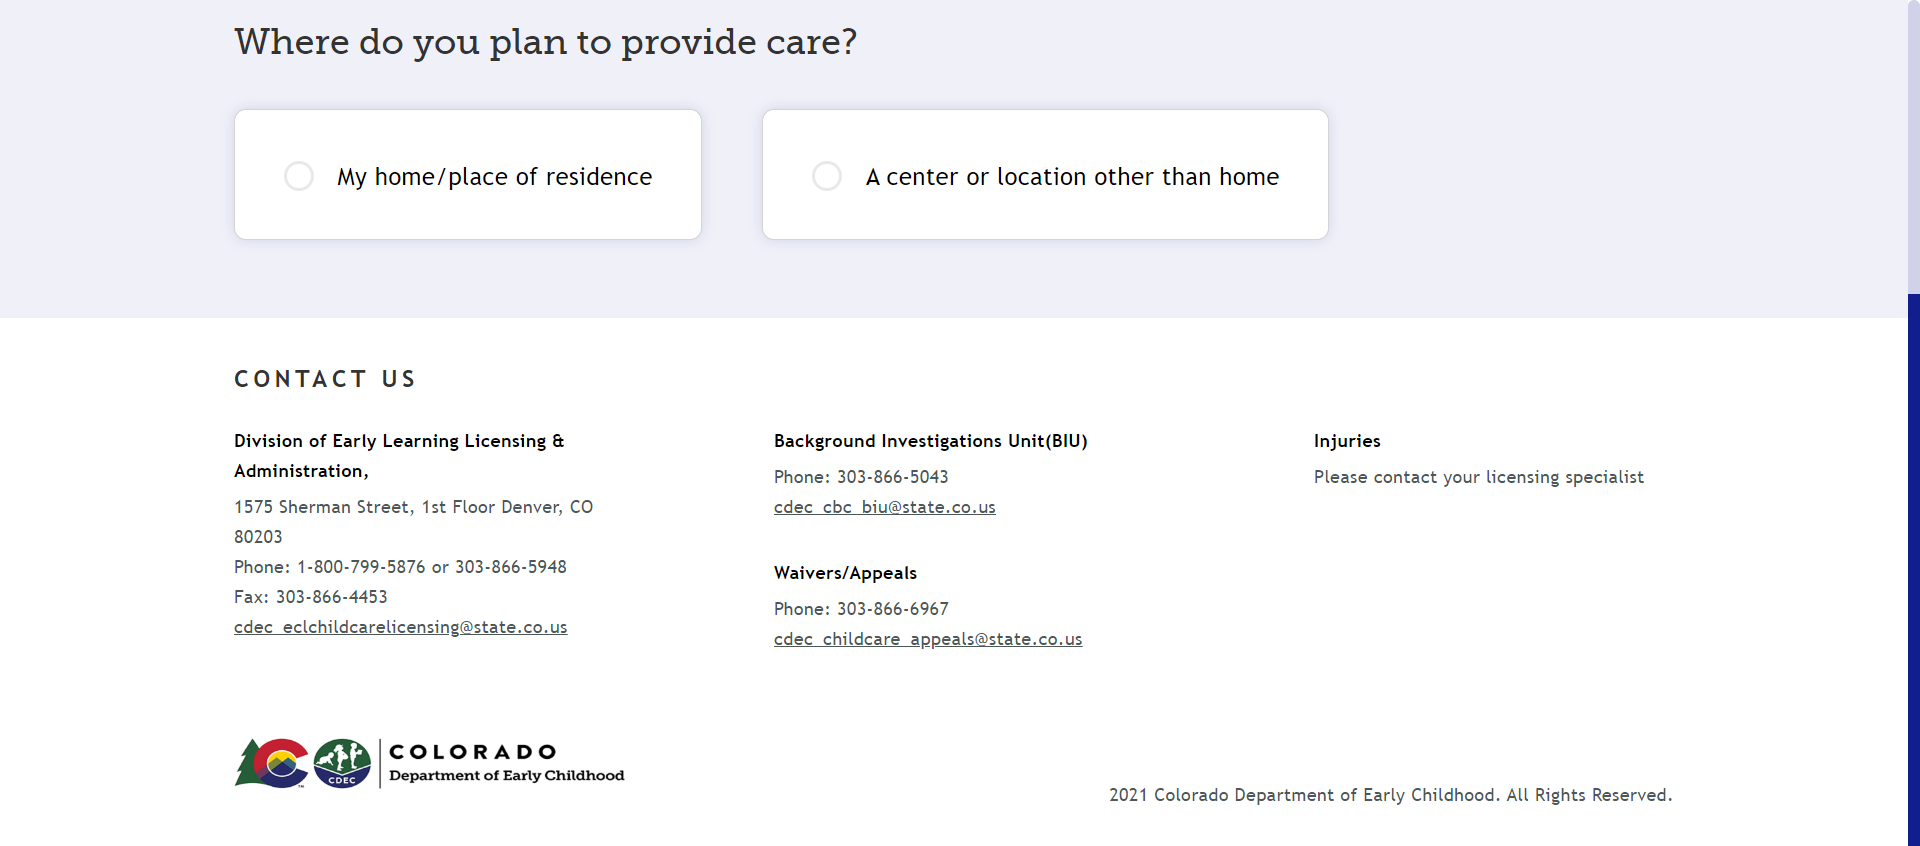 Where do you plan to provide care?
My home/place of residence
A center or location other than home
CONTACT US
Division of Early Learning Licensing &
Administration,
1575 Sherman Street, 1st Floor Denver, CO
80203
Phone: 1-800-799-5876 or 303-866-5948
Fax: 303-866-4453
cdec_eclchildcarelicensing@state.co.us
Background Investigations Unit(BIU)
Phone: 303-866-5043
cdec_cbc_biu@state.co.us
Waivers/Appeals
Phone: 303-866-6967
cdec_childcare_appeals@state.co.us
Injuries
Please contact your licensing specialist
CDEC
TM
COLORADO
Department of Early Childhood
2021 Colorado Department of Early Childhood. All Rights Reserved.